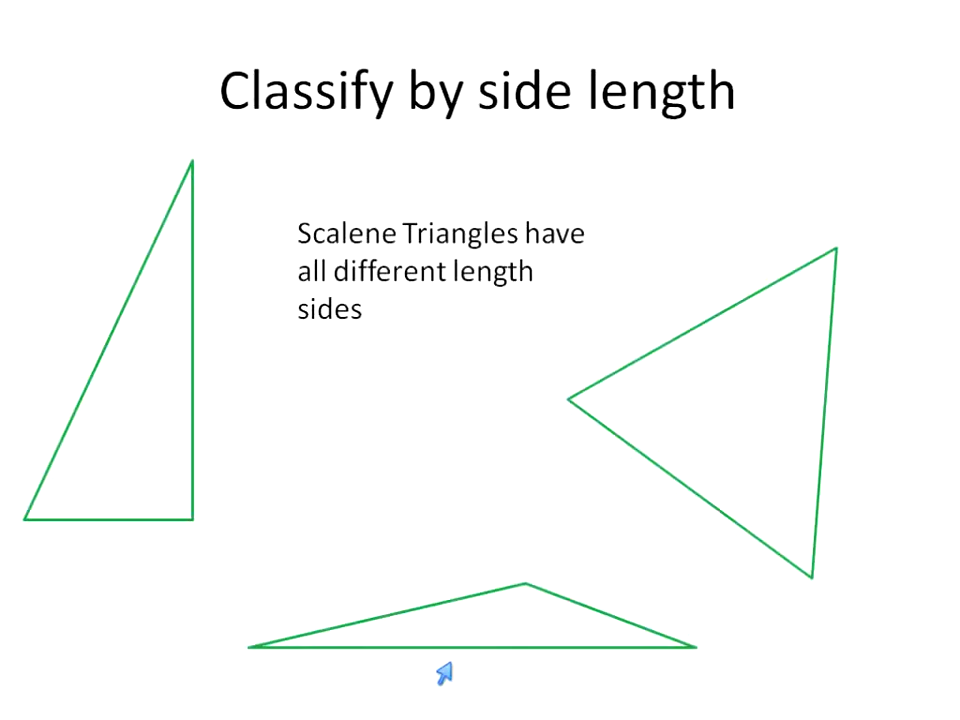 Classify by side length
Scalene Triangles have
all different length
sides